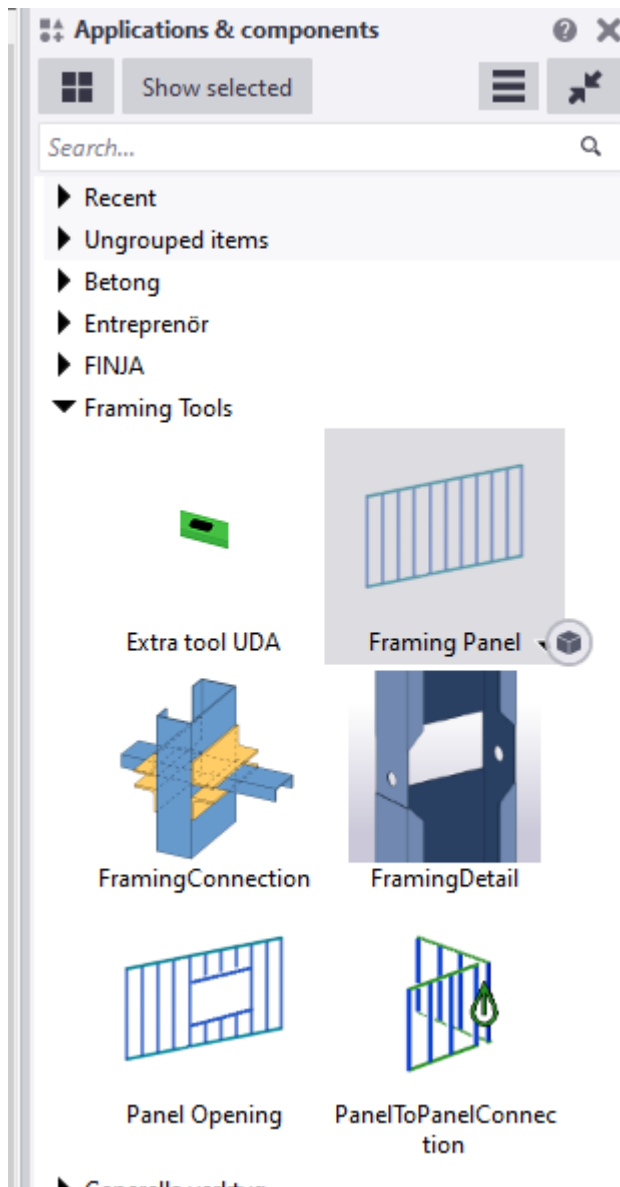 Applications & components
Show selected
Search...
Recent
Ungrouped items
Betong
Entreprenör
FINJA
Framing Tools
Extra tool UDA
Framing Panel
FramingConnection
FramingDetail
Panel Opening
PanelToPanelConnec
tion